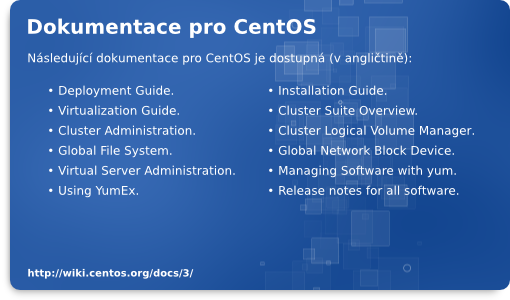 Dokumentace pro CentOS
Následující dokumentace pro CentOS je dostupná (v angličtině):
• Deployment Guide.
• Virtualization Guide.
• Cluster Administration.
• Global File System.
• Virtual Server Administration.
• Using YumEx.
• Installation Guide.
• Cluster Suite Overview.
• Cluster Logical Volume Manager.
• Global Network Block Device.
• Managing Software with yum.
• Release notes for all software.
http://wiki.centos.org/docs/3/